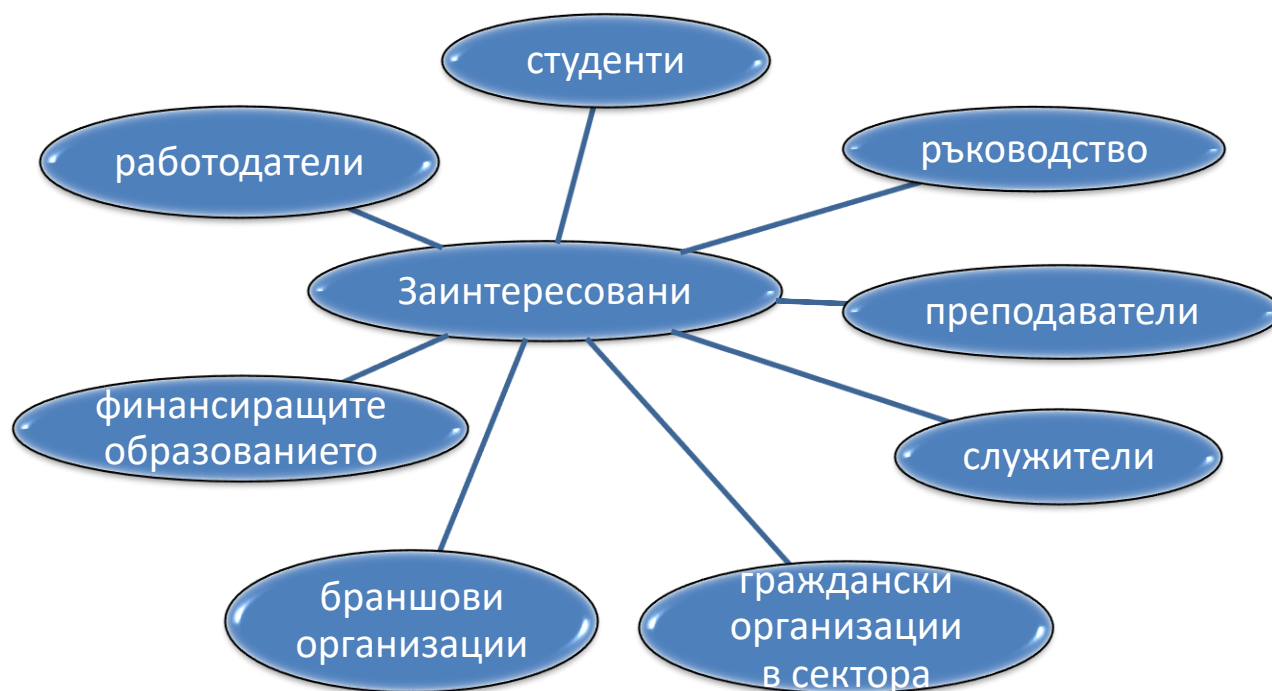 студенти
работодатели
ръководство
Заинтересовани
преподаватели
финансиращите
образованието
служители
браншови
организации
граждански
организации
в сектора